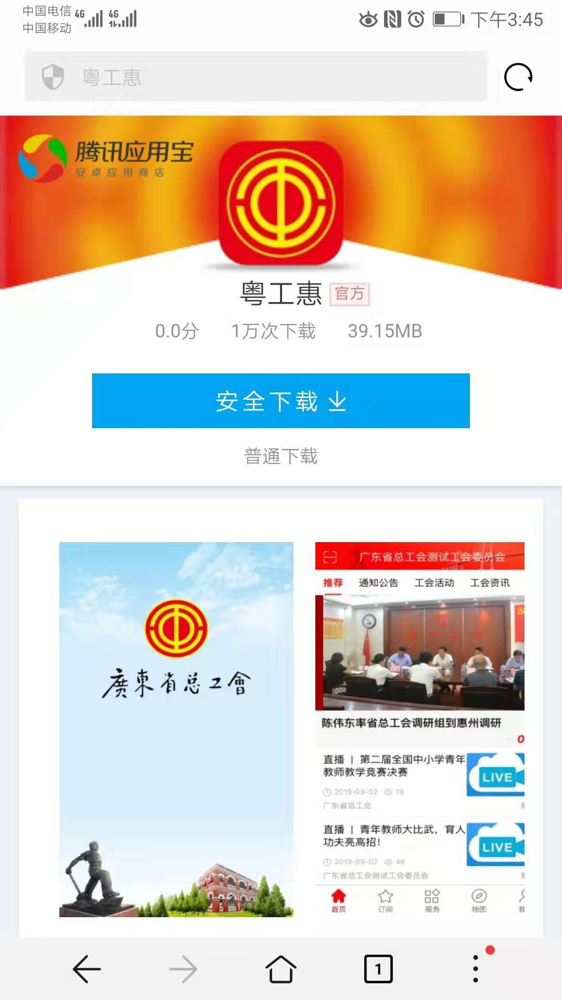 中国电信 4G 4G 下午3:45
中国移动
粤工惠
腾讯应用宝
安卓应用商店
粤工惠 官方
0.0分 1万次下载 39.15MB
安全下载
普通下载
廣東省总工會
广东省总工会测试工会委员会
推荐 通知公告 工会活动 工会资讯
陈伟东率省总工会调研组到惠州调研
直播 | 第二届全国中小学青年
教师教学竞赛决赛
LIVE
2019-09-02 19
广东省总工会
直播 | 青年教师大比武，育人
功夫亮高招！
LIVE
2019-09-02 46
广东省总工会测试工会委员会
首页 订阅 服务 地图
1